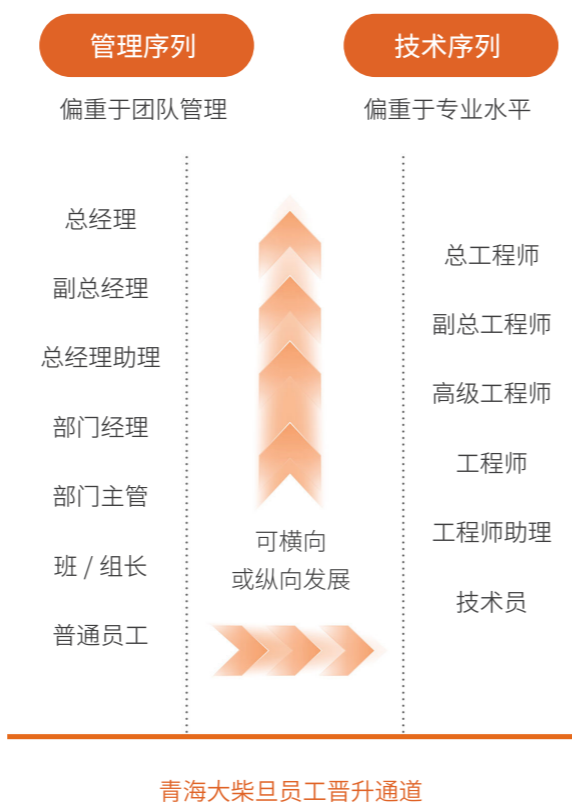 管理序列
偏重于团队管理
总经理
副总经理
总经理助理
部门经理
部门主管
班 / 组长
普通员工
可横向
或纵向发展
技术序列
偏重于专业水平
总工程师
副总工程师
高级工程师
工程师
工程师助理
技术员
青海大柴旦员工晋升通道